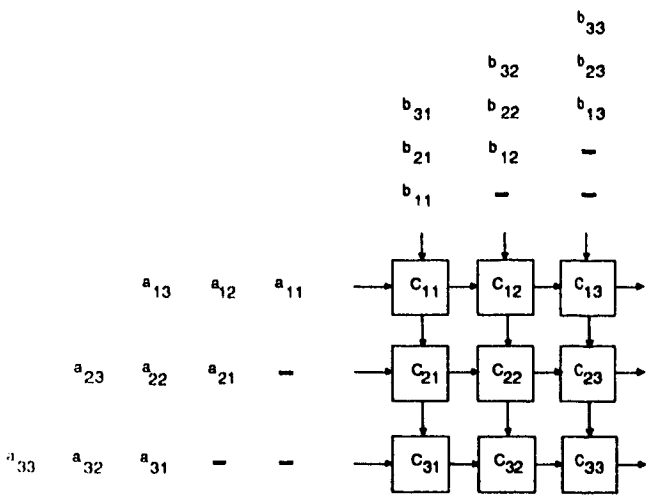 b33
b32 b23
b31 b22 b13
b21 b12 –
b11 – –
a13 a12 a11 C11 C12 C13
a23 a22 a21 – C21 C22 C23
a33 a32 a31 – – C31 C32 C33